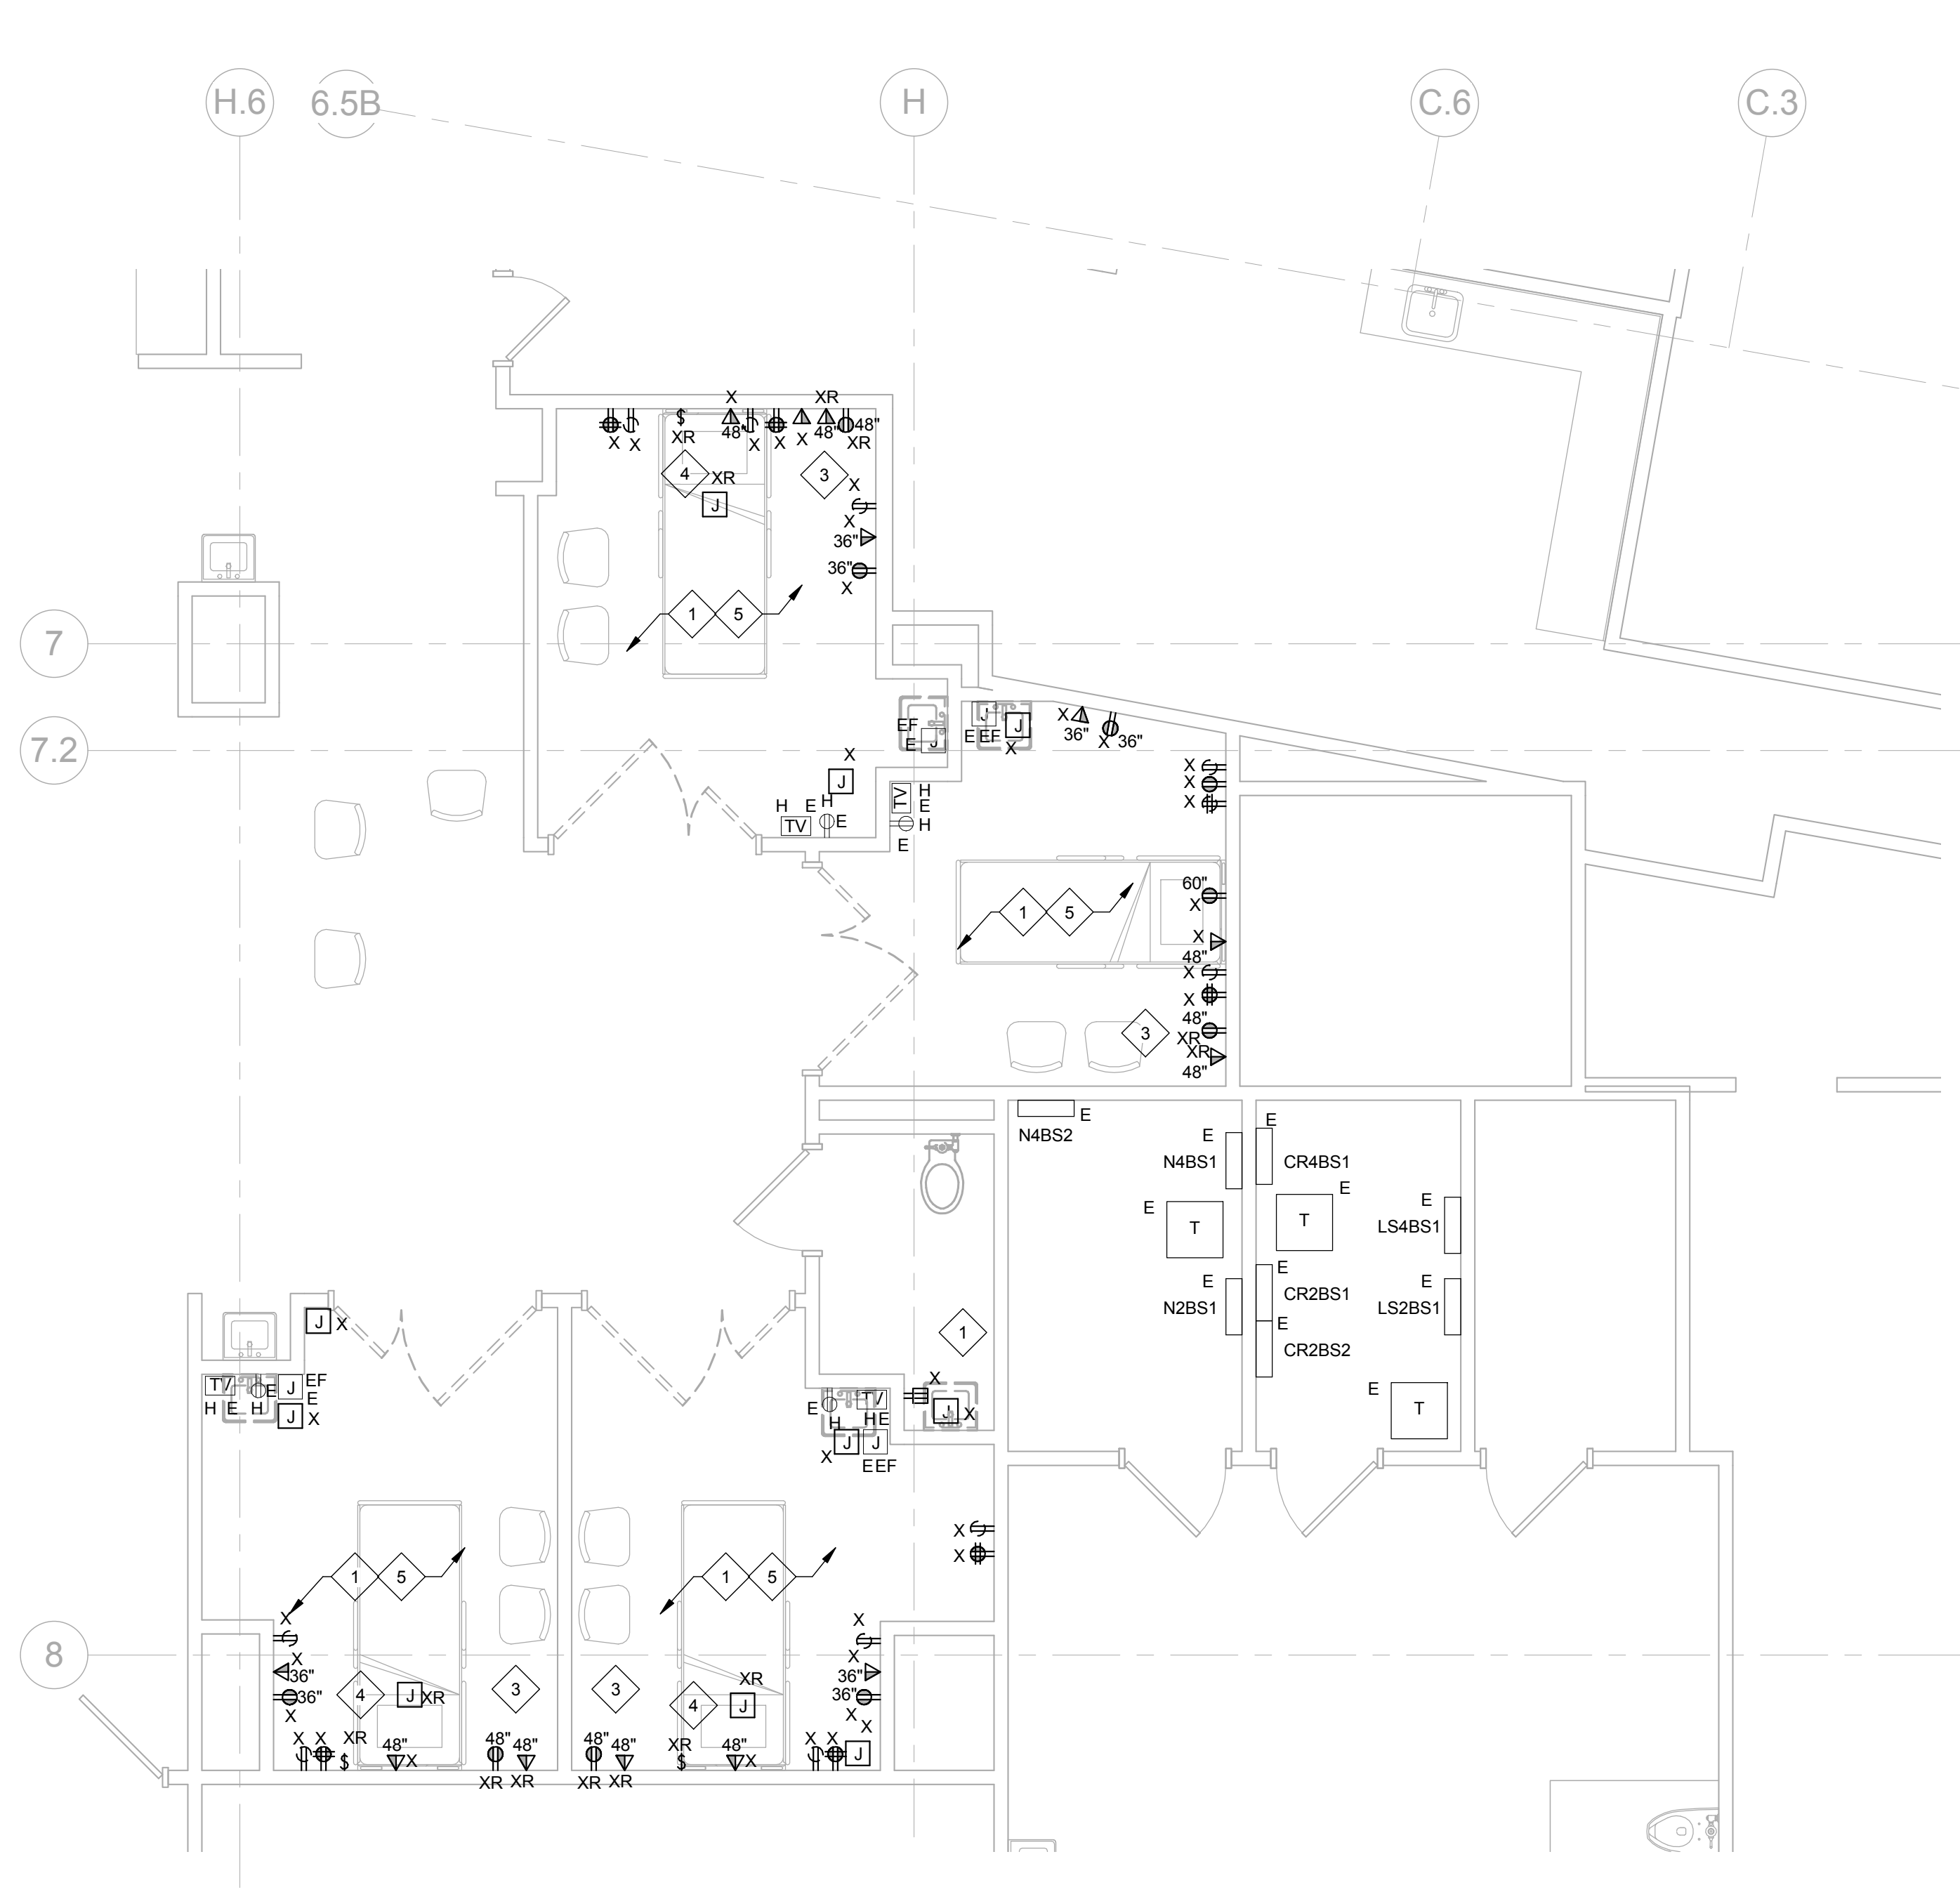 H.6
6.5B
H
C.6
C.3
X
XR
$
48"
48"
48"
X
X
XR
X
X
X
XR
4
XR
3
X
J
X
36"
36"
X
1
5
7
7.2
EF
E
J
J
E EF
J
X
X
36"
X
36"
X
J
H
E
H
TV
E
TV
H
E
H
E
X
X
X
60"
X
1
5
X
48"
X
X
48"
XR
3
XR
48"
E
N4BS2
E
N4BS1
E
CR4BS1
E
T
E
T
E
LS4BS1
E
N2BS1
E
CR2BS1
E
LS2BS1
E
CR2BS2
E
T
1
J
X
TV
E
J
EF
E
H
E
H
J
X
X
E
TV
H
H
E
J
X
X
J
J
E
EF
X
X
1
5
1
5
8
X
X
36"
36"
X
4
J
XR
3
3
XR
4
J
X
X
36"
36"
X
X
X
X
XR
$
48"
X
48"
48"
XR
XR
48"
48"
XR
XR
XR
$
48"
X
X
X
J